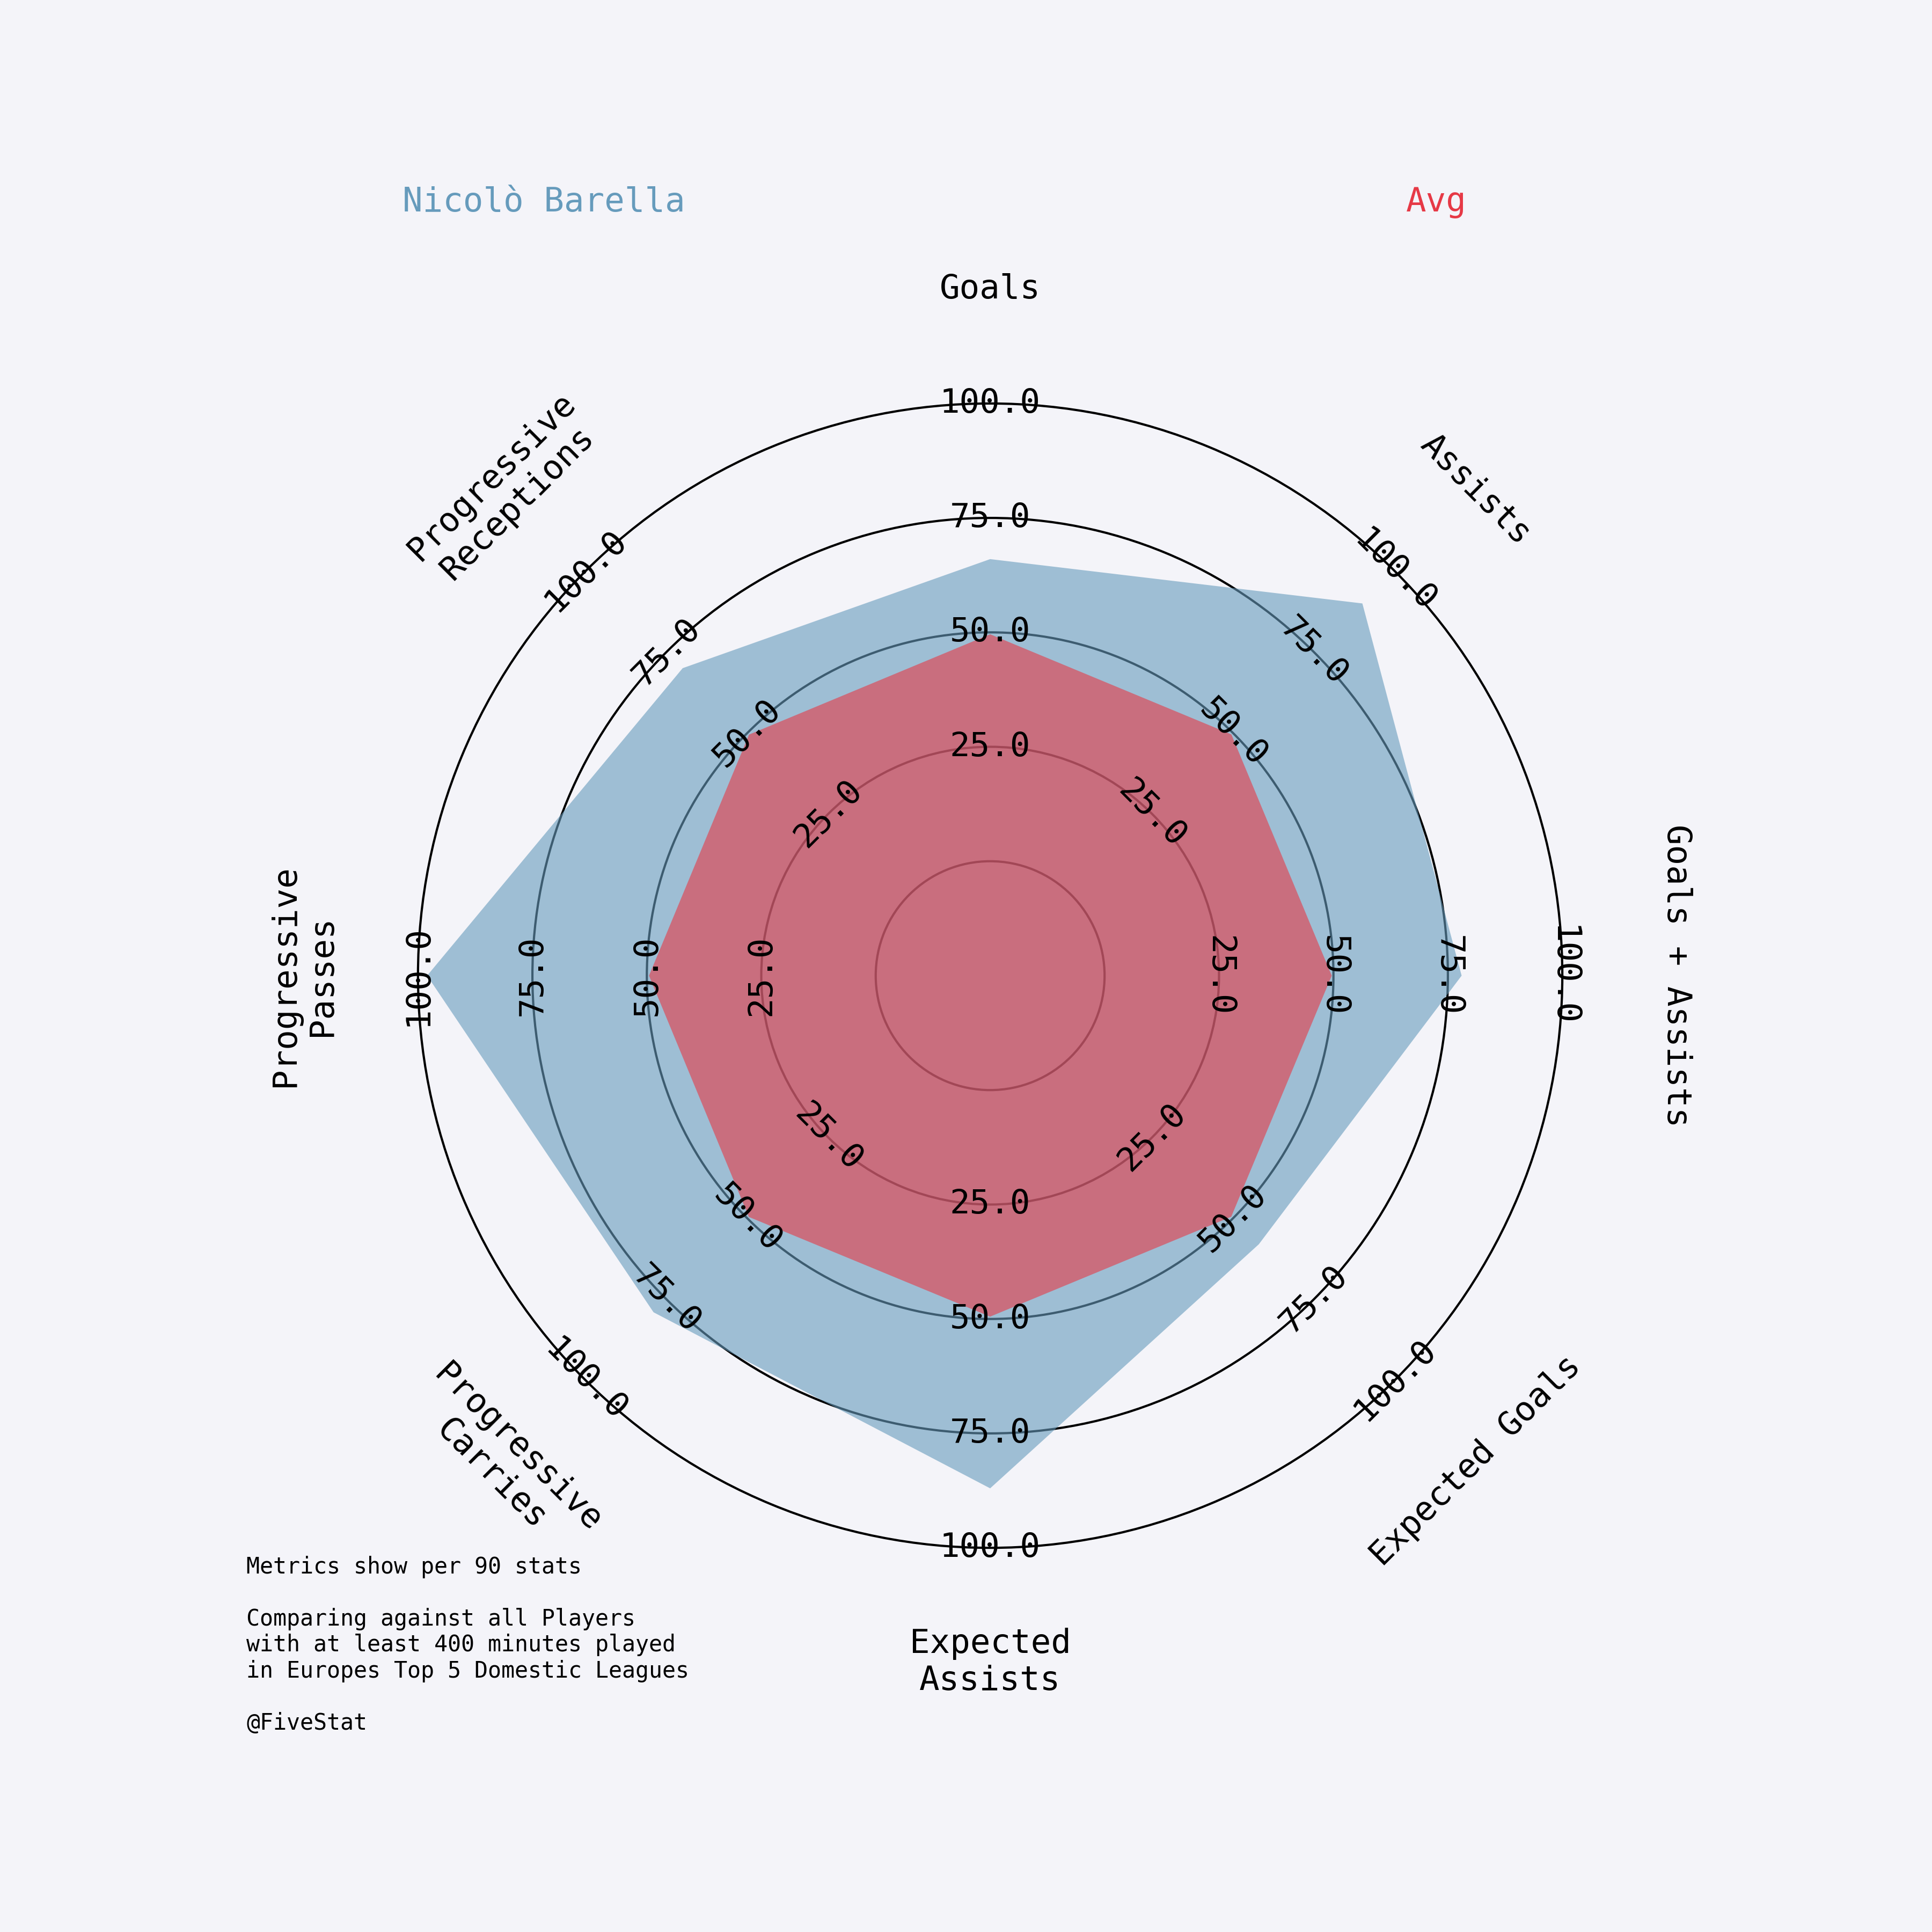 Nicolò Barella
Avg
Goals
Assists
Goals + Assists
Expected Goals
Expected
Assists
Progressive
Carries
Progressive
Passes
Progressive
Receptions
25.0
50.0
75.0
100.0
25.0
50.0
75.0
100.0
25.0
50.0
75.0
100.0
25.0
50.0
75.0
100.0
25.0
50.0
75.0
100.0
25.0
50.0
75.0
100.0
25.0
50.0
75.0
100.0
25.0
50.0
75.0
100.0
Metrics show per 90 stats
Comparing against all Players
with at least 400 minutes played
in Europes Top 5 Domestic Leagues
@FiveStat